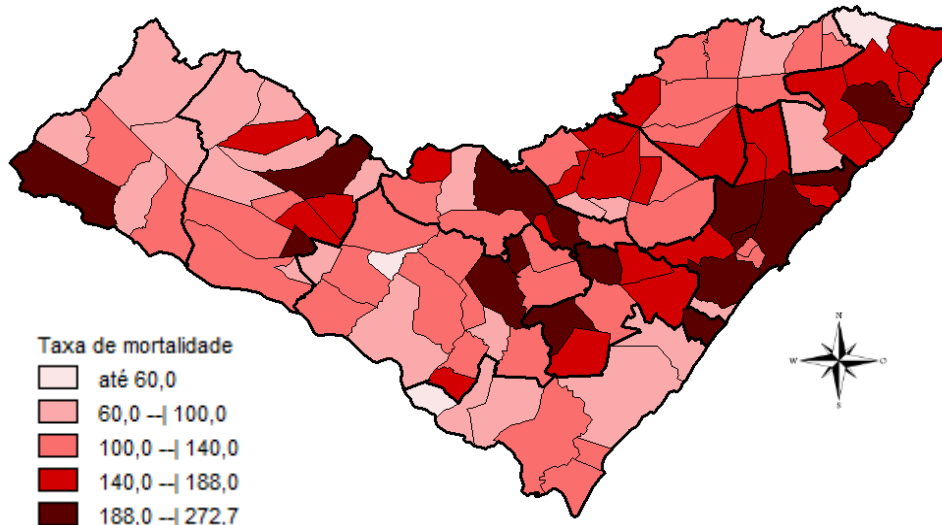 N
W
O
S
Taxa de mortalidade
até 60,0
60,0 --| 100,0
100,0 --| 140,0
140,0 --| 188,0
188,0 --| 272,7